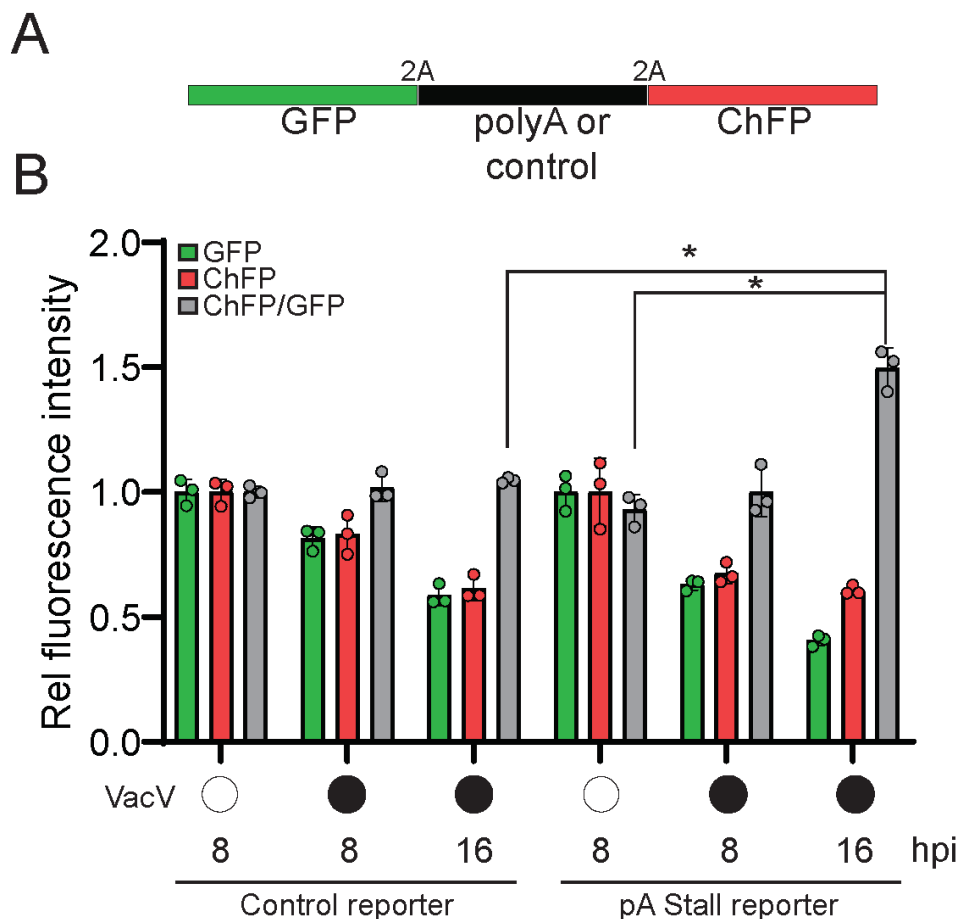 A
2A 2A
GFP polyA or ChFP
control
B
Rel fluorescence intensity
2.0
1.5
1.0
0.5
0.0
GFP
ChFP
ChFP/GFP
*
*
VacV
8 8 16 8 8 16 hpi
Control reporter pA Stall reporter